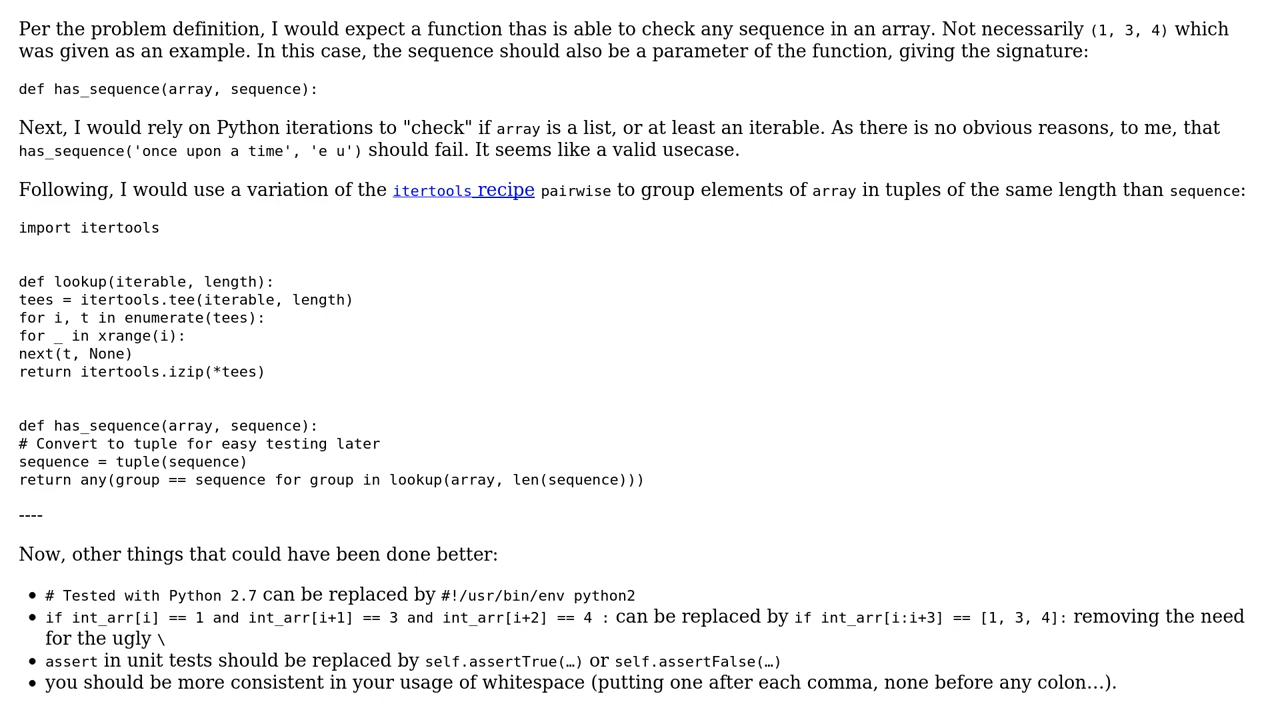 Per the problem definition, I would expect a function thas is able to check any sequence in an array. Not necessarily (1, 3, 4) which
was given as an example. In this case, the sequence should also be a parameter of the function, giving the signature:
def has_sequence(array, sequence):
Next, I would rely on Python iterations to "check" if array is a list, or at least an iterable. As there is no obvious reasons, to me, that
has_sequence('once upon a time', 'e u') should fail. It seems like a valid usecase.
Following, I would use a variation of the itertools recipe pairwise to group elements of array in tuples of the same length than sequence:
import itertools
def lookup(iterable, length):
tees = itertools.tee(iterable, length)
for i, t in enumerate(tees):
for _ in xrange(i):
next(t, None)
return itertools.izip(*tees)
def has_sequence(array, sequence):
# Convert to tuple for easy testing later
sequence = tuple(sequence)
return any(group == sequence for group in lookup(array, len(sequence)))
----
Now, other things that could have been done better:
• # Tested with Python 2.7 can be replaced by #!/usr/bin/env python2
• if int_arr[i] == 1 and int_arr[i+1] == 3 and int_arr[i+2] == 4 : can be replaced by if int_arr[i:i+3] == [1, 3, 4]: removing the need
for the ugly \
• assert in unit tests should be replaced by self.assertTrue(…) or self.assertFalse(…)
• you should be more consistent in your usage of whitespace (putting one after each comma, none before any colon…).